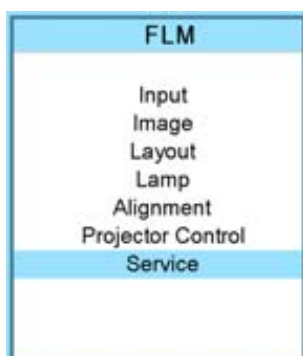 FLM
Input
Image
Layout
Lamp
Alignment
Projector Control
Service